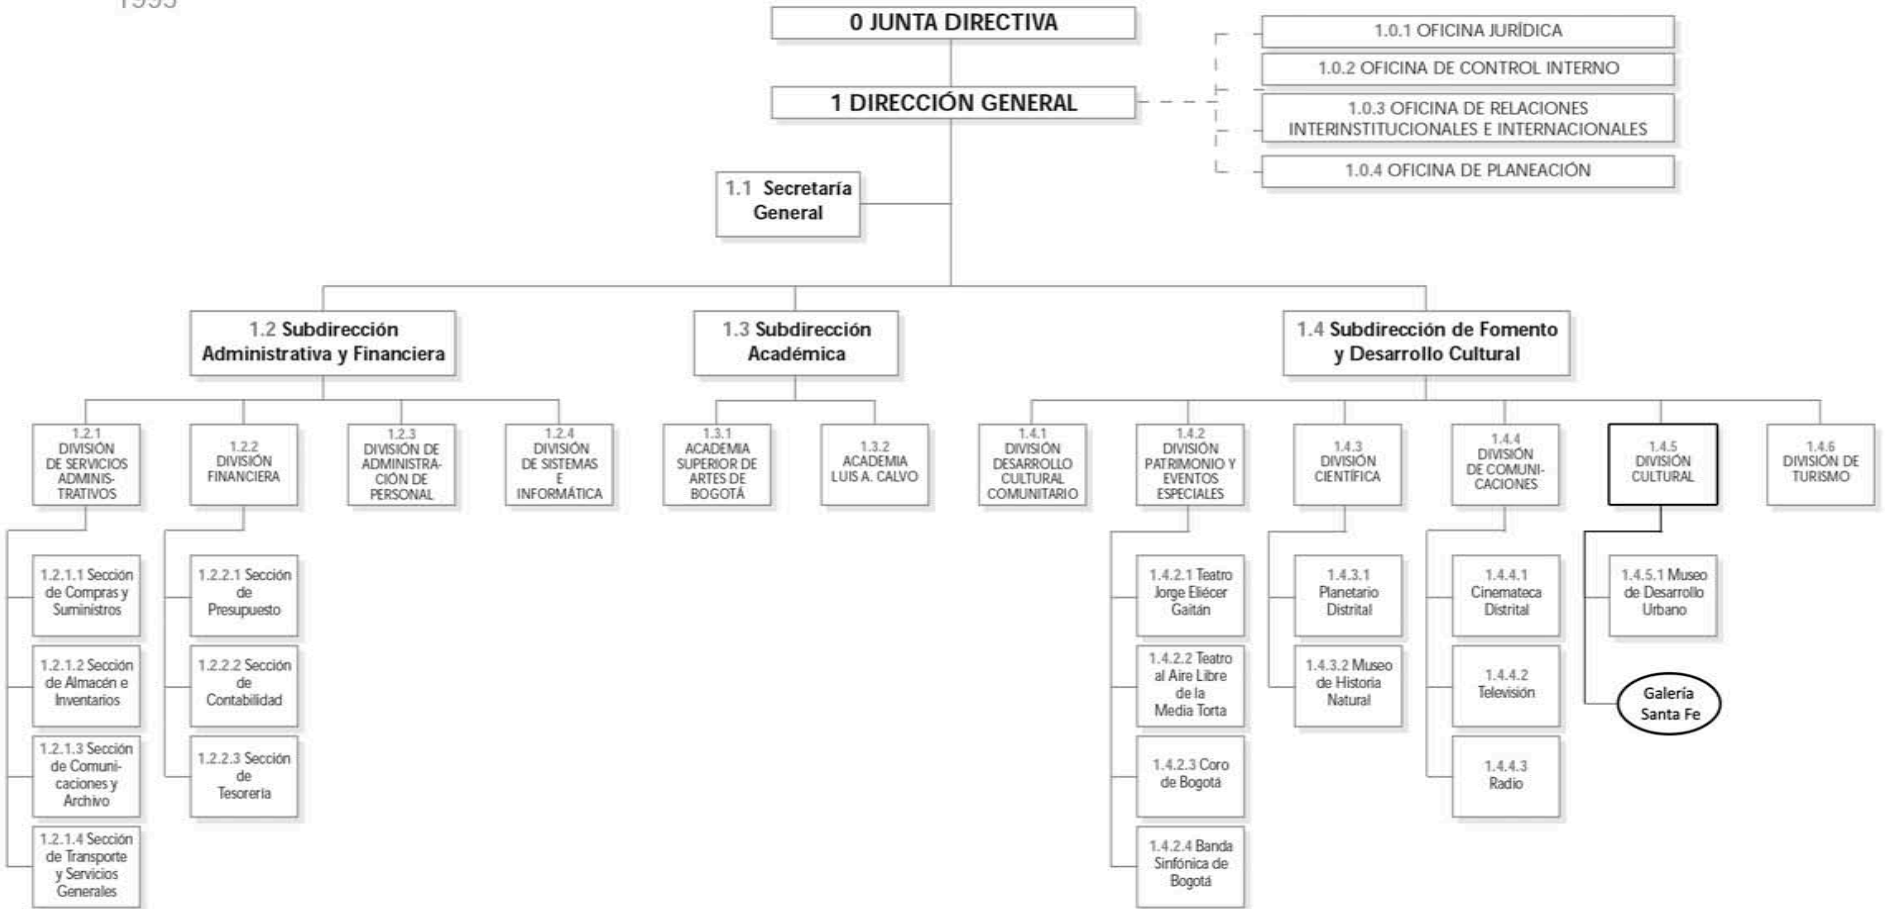 1995
0 JUNTA DIRECTIVA
1 DIRECCIÓN GENERAL
1.0.1 OFICINA JURÍDICA
1.0.2 OFICINA DE CONTROL INTERNO
1.0.3 OFICINA DE RELACIONES
INTERINSTITUCIONALES E INTERNACIONALES
1.0.4 OFICINA DE PLANEACIÓN
1.1 Secretaría
General
1.2 Subdirección
Administrativa y Financiera
1.3 Subdirección
Académica
1.4 Subdirección de Fomento
y Desarrollo Cultural
1.2.1
DIVISIÓN
DE SERVICIOS
ADMINIS-
TRATIVOS
1.2.2
DIVISIÓN
FINANCIERA
1.2.3
DIVISIÓN DE
ADMINISTRA-
CIÓN DE
PERSONAL
1.2.4
DIVISIÓN
DE SISTEMAS
E
INFORMÁTICA
1.3.1
ACADEMIA
SUPERIOR DE
ARTES DE
BOGOTÁ
1.3.2
ACADEMIA
LUIS A. CALVO
1.4.1
DIVISIÓN
DESARROLLO
CULTURAL
COMUNITARIO
1.4.2
DIVISIÓN
PATRIMONIO Y
EVENTOS
ESPECIALES
1.4.3
DIVISIÓN
CIENTÍFICA
1.4.4
DIVISIÓN
DE COMUNI-
CACIONES
1.4.5
DIVISIÓN
CULTURAL
1.4.6
DIVISIÓN DE
TURISMO
1.2.1.1 Sección
de Compras y
Suministros
1.2.1.2 Sección
de Almacén e
Inventarios
1.2.1.3 Sección
de Comuni-
caciones y
Archivo
1.2.1.4 Sección
de Transporte
y Servicios
Generales
1.2.2.1 Sección
de
Presupuesto
1.2.2.2 Sección
de
Contabilidad
1.2.2.3 Sección
de
Tesorería
1.4.2.1 Teatro
Jorge Eliécer
Gaitán
1.4.2.2 Teatro
al Aire Libre
de la
Media Torta
1.4.2.3 Coro
de Bogotá
1.4.2.4 Banda
Sinfónica de
Bogotá
1.4.3.1
Planetario
Distrital
1.4.3.2 Museo
de Historia
Natural
1.4.4.1
Cinemateca
Distrital
1.4.4.2
Televisión
1.4.4.3
Radio
1.4.5.1 Museo
de Desarrollo
Urbano
Galería
Santa Fe